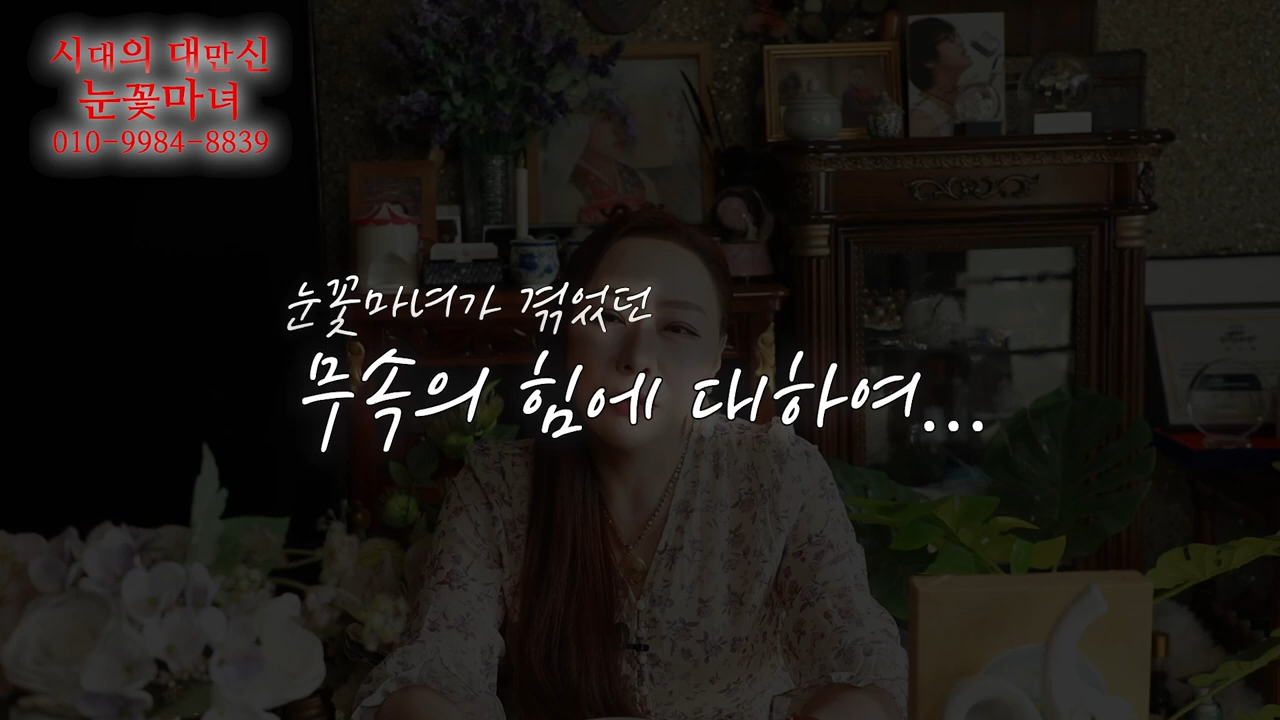 시대의 대만신
눈꽃마녀
010-9984-8839
눈꽃마녀가 겪었던
무속의 힘에 대하여...